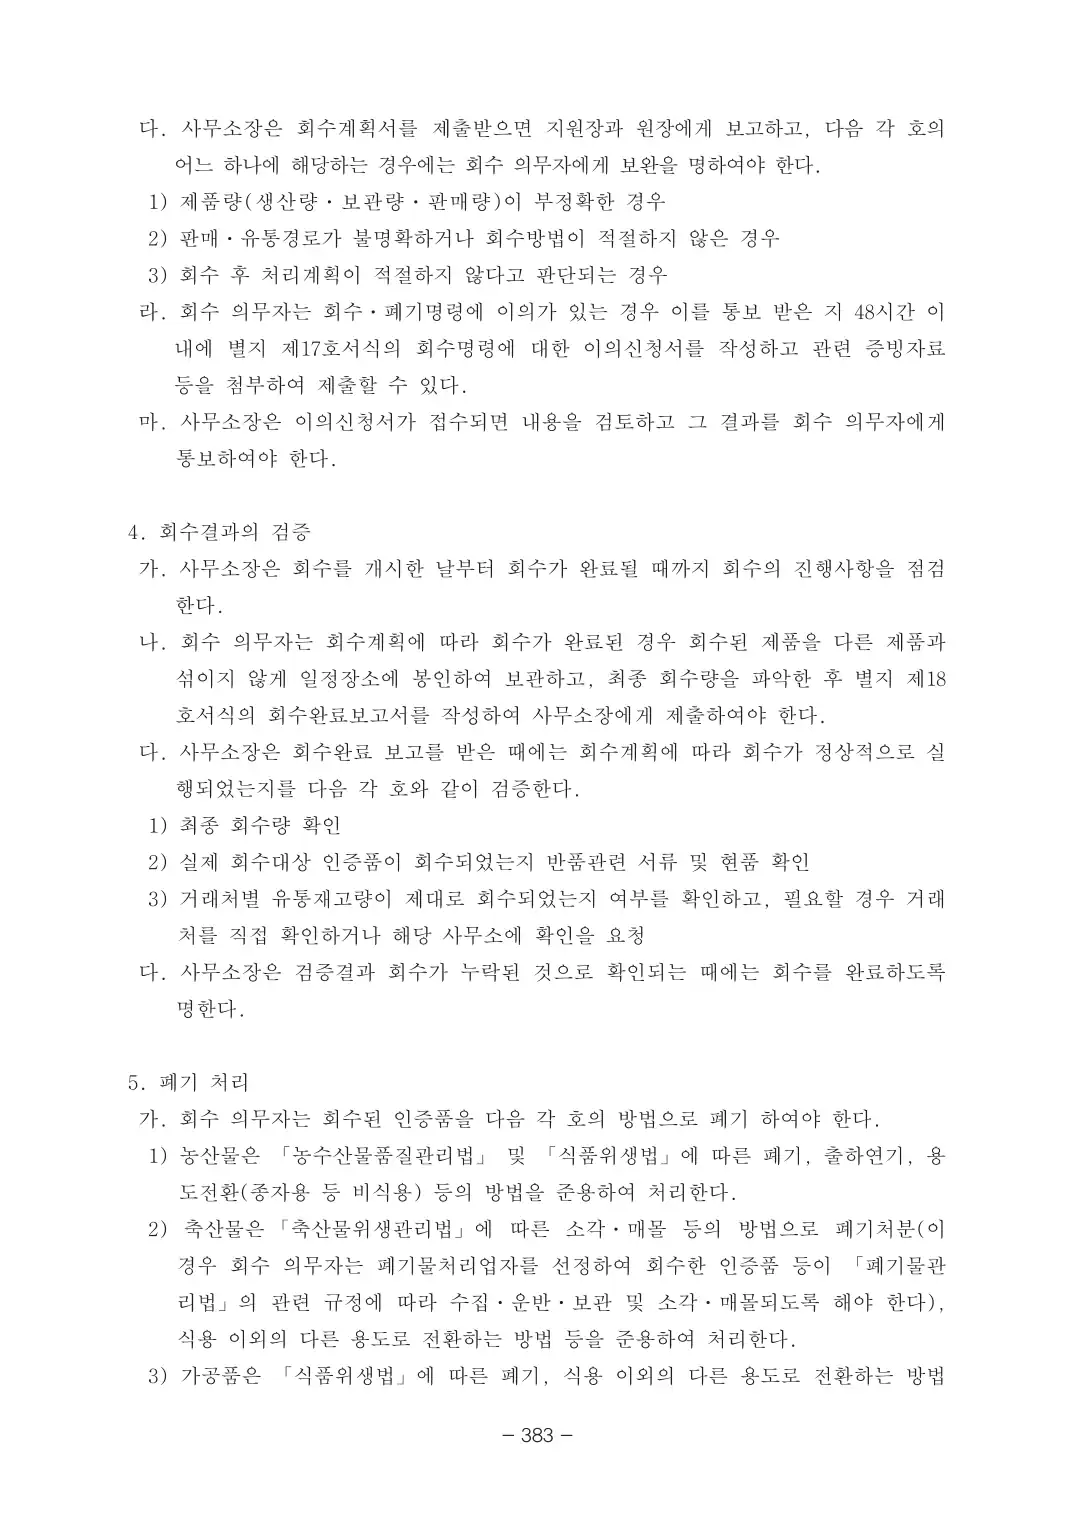 다. 사무소장은 회수계획서를 제출받으면 지원장과 원장에게 보고하고, 다음 각 호의
어느 하나에 해당하는 경우에는 회수 의무자에게 보완을 명하여야 한다.
1) 제품량(생산량·보관량·판매량)이 부정확한 경우
2) 판매·유통경로가 불명확하거나 회수방법이 적절하지 않은 경우
3) 회수 후 처리계획이 적절하지 않다고 판단되는 경우
라. 회수 의무자는 회수·폐기명령에 이의가 있는 경우 이를 통보 받은 지 48시간 이
내에 별지 제17호서식의 회수명령에 대한 이의신청서를 작성하고 관련 증빙자료
등을 첨부하여 제출할 수 있다.
마. 사무소장은 이의신청서가 접수되면 내용을 검토하고 그 결과를 회수 의무자에게
통보하여야 한다.
4. 회수결과의 검증
가. 사무소장은 회수를 개시한 날부터 회수가 완료될 때까지 회수의 진행사항을 점검
한다.
나. 회수 의무자는 회수계획에 따라 회수가 완료된 경우 회수된 제품을 다른 제품과
섞이지 않게 일정장소에 봉인하여 보관하고, 최종 회수량을 파악한 후 별지 제18
호서식의 회수완료보고서를 작성하여 사무소장에게 제출하여야 한다.
다. 사무소장은 회수완료 보고를 받은 때에는 회수계획에 따라 회수가 정상적으로 실
행되었는지를 다음 각 호와 같이 검증한다.
1) 최종 회수량 확인
2) 실제 회수대상 인증품이 회수되었는지 반품관련 서류 및 현품 확인
3) 거래처별 유통재고량이 제대로 회수되었는지 여부를 확인하고, 필요할 경우 거래
처를 직접 확인하거나 해당 사무소에 확인을 요청
다. 사무소장은 검증결과 회수가 누락된 것으로 확인되는 때에는 회수를 완료하도록
명한다.
5. 폐기 처리
가. 회수 의무자는 회수된 인증품을 다음 각 호의 방법으로 폐기 하여야 한다.
1) 농산물은 「농수산물품질관리법」 및 「식품위생법」에 따른 폐기, 출하연기, 용
도전환(종자용 등 비식용) 등의 방법을 준용하여 처리한다.
2) 축산물은「축산물위생관리법」에 따른 소각·매몰 등의 방법으로 폐기처분(이
경우 회수 의무자는 폐기물처리업자를 선정하여 회수한 인증품 등이 「폐기물관
리법」의 관련 규정에 따라 수집·운반·보관 및 소각·매몰되도록 해야 한다),
식용 이외의 다른 용도로 전환하는 방법 등을 준용하여 처리한다.
3) 가공품은 「식품위생법」에 따른 폐기, 식용 이외의 다른 용도로 전환하는 방법
- 383 -